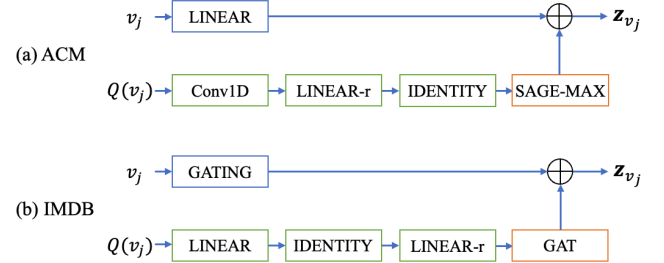 v_j LINEAR z_{v_j}
(a) ACM
Q(v_j) Conv1D LINEAR-r IDENTITY SAGE-MAX
v_j GATING z_{v_j}
(b) IMDB
Q(v_j) LINEAR IDENTITY LINEAR-r GAT